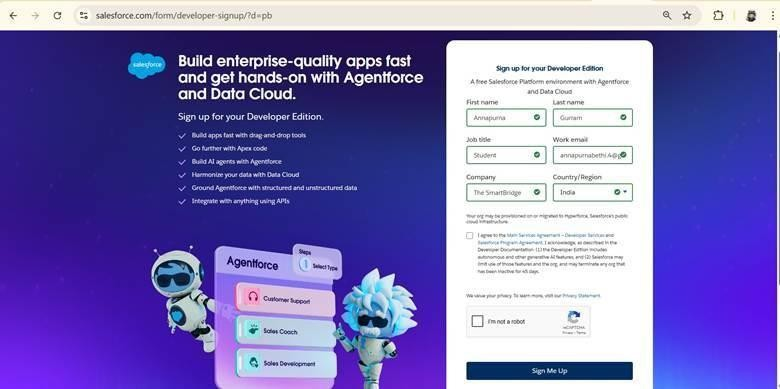 salesforce.com/form/developer-signup/?d=pb
salesforce
Build enterprise-quality apps fast
and get hands-on with Agentforce
and Data Cloud.
Sign up for your Developer Edition.
Build apps fast with drag-and-drop tools
Go further with Apex code
Build AI agents with Agentforce
Harmonize your data with Data Cloud
Ground Agentforce with structured and unstructured data
Integrate with anything using APIs
Agentforce
Steps
1 Select Type
Customer Support
Sales Coach
Sales Development
Sign up for your Developer Edition
A free Salesforce Platform environment with Agentforce
and Data Cloud
First name Last name
Annapurna Gurram
Job title Work email
Student annapurnabethi.4@g
Company Country/Region
The SmartBridge India
Your org may be provisioned on or migrated to Hyperforce, Salesforce's public
cloud infrastructure.
I agree to the Main Services Agreement – Developer Services and
Salesforce Program Agreement. I acknowledge, as described in the
Developer Documentation: (1) the Developer Edition includes
autonomous and other generative AI features, and (2) Salesforce may
limit use of those features and the org, and may terminate any org that
has been inactive for 45 days.
We value your privacy. To learn more, visit our Privacy Statement.
I'm not a robot
reCAPTCHA
Privacy - Terms
Sign Me Up